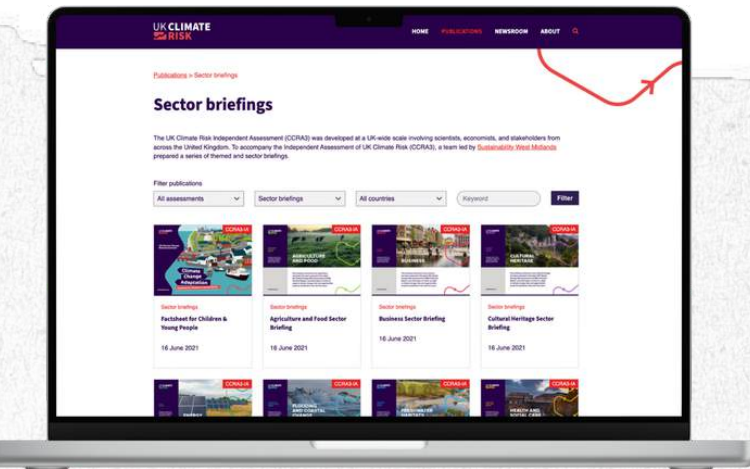 UK CLIMATE
RISK
HOME PUBLICATIONS NEWSROOM ABOUT
Publications > Sector briefings
Sector briefings
The UK Climate Risk Independent Assessment (CCRA3) was developed at a UK-wide scale involving scientists, economists, and stakeholders from
across the United Kingdom. To accompany the Independent Assessment of UK Climate Risk (CCRA3), a team led by Sustainability West Midlands
prepared a series of themed and sector briefings.
Filter publications
All assessments Sector briefings All countries Keyword Filter
CCRA3-IA CCRA3-IA CCRA3-IA CCRA3-IA
Climate
Change
Adaptation
AGRICULTURE
AND FOOD
BUSINESS
CULTURAL
HERITAGE
Sector briefings Sector briefings Sector briefings Sector briefings
Factsheet for Children & Agriculture and Food Sector Business Sector Briefing Cultural Heritage Sector
Young People Briefing Briefing
16 June 2021 16 June 2021 16 June 2021 16 June 2021
CCRA3-IA CCRA3-IA CCRA3-IA CCRA3-IA
ENERGY
FLOODING
AND COASTAL
CHANGE
FRESHWATER
HABITATS
HEALTH AND
SOCIAL CARE